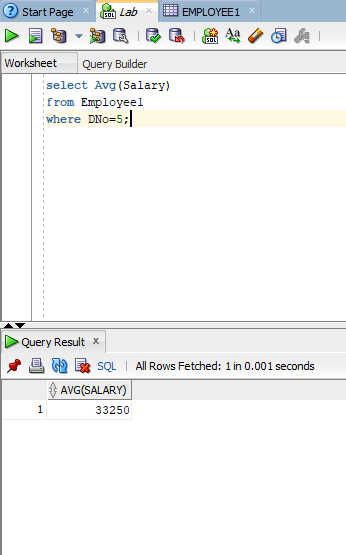 Start Page Lab EMPLOYEE1
Worksheet Query Builder
select Avg(Salary)
from Employee1
where DNo=5;
Query Result x
SQL | All Rows Fetched: 1 in 0.001 seconds
AVG(SALARY)
1 33250